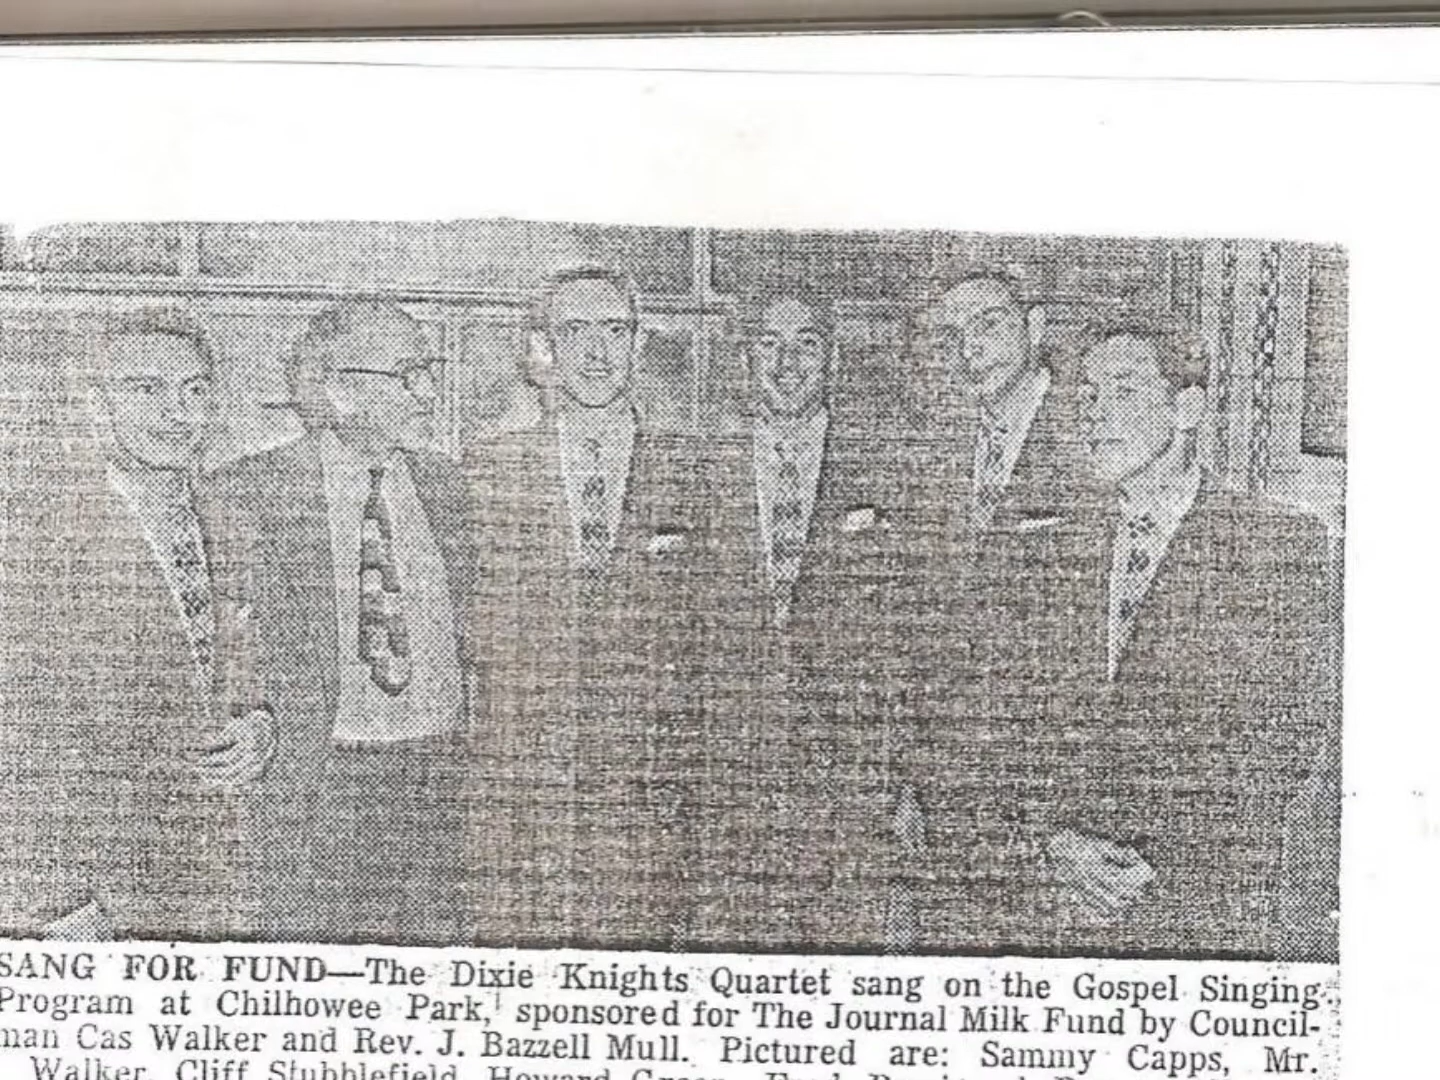 SANG FOR FUND—The Dixie Knights Quartet sang on the Gospel Singing
Program at Chilhowee Park, sponsored for The Journal Milk Fund by Council-
man Cas Walker and Rev. J. Bazzell Mull. Pictured are: Sammy Capps, Mr.
Walker, Cliff Stubblefield, Howard